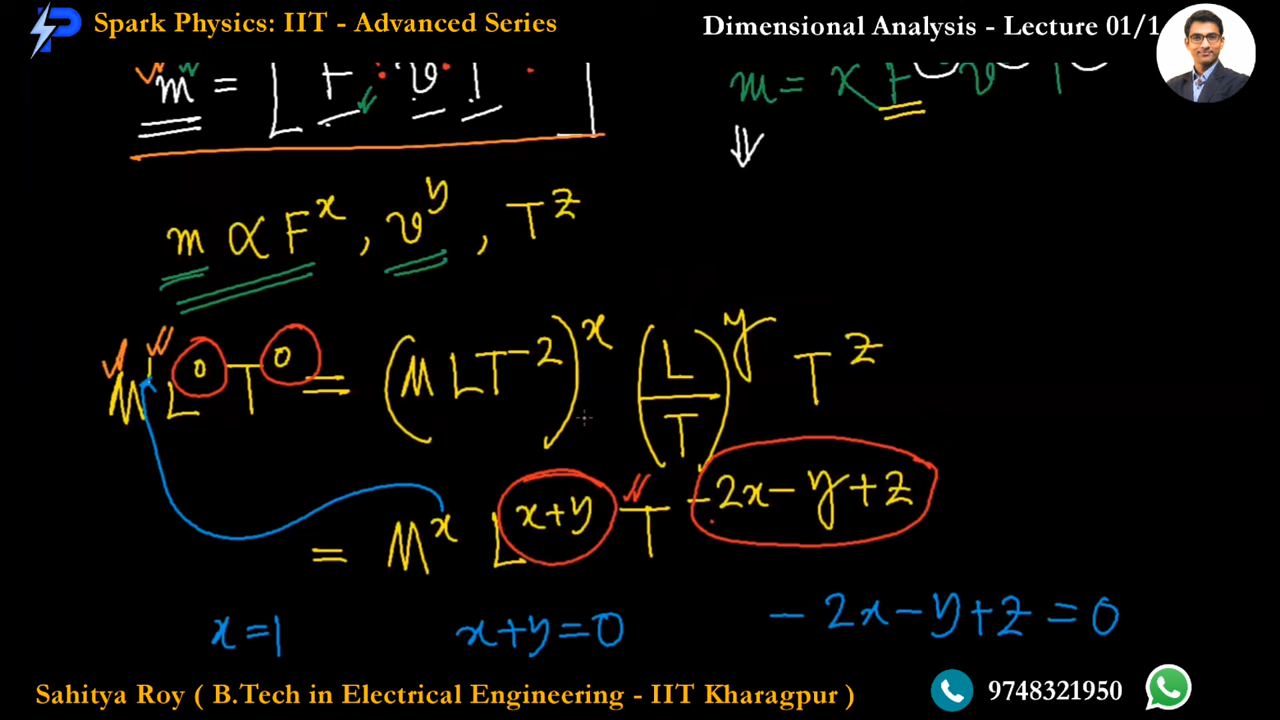 Spark Physics: IIT - Advanced Series
Dimensional Analysis - Lecture 01/1
m = [ F v T ]
m = x F v T
m ∝ F^x , v^y , T^z
M^1 L^0 T^0 = (M L T^-2)^x (L/T)^y T^z
= M^x L^x+y T^-2x-y+z
x=1 x+y=0 -2x-y+z=0
Sahitya Roy ( B.Tech in Electrical Engineering - IIT Kharagpur )
9748321950